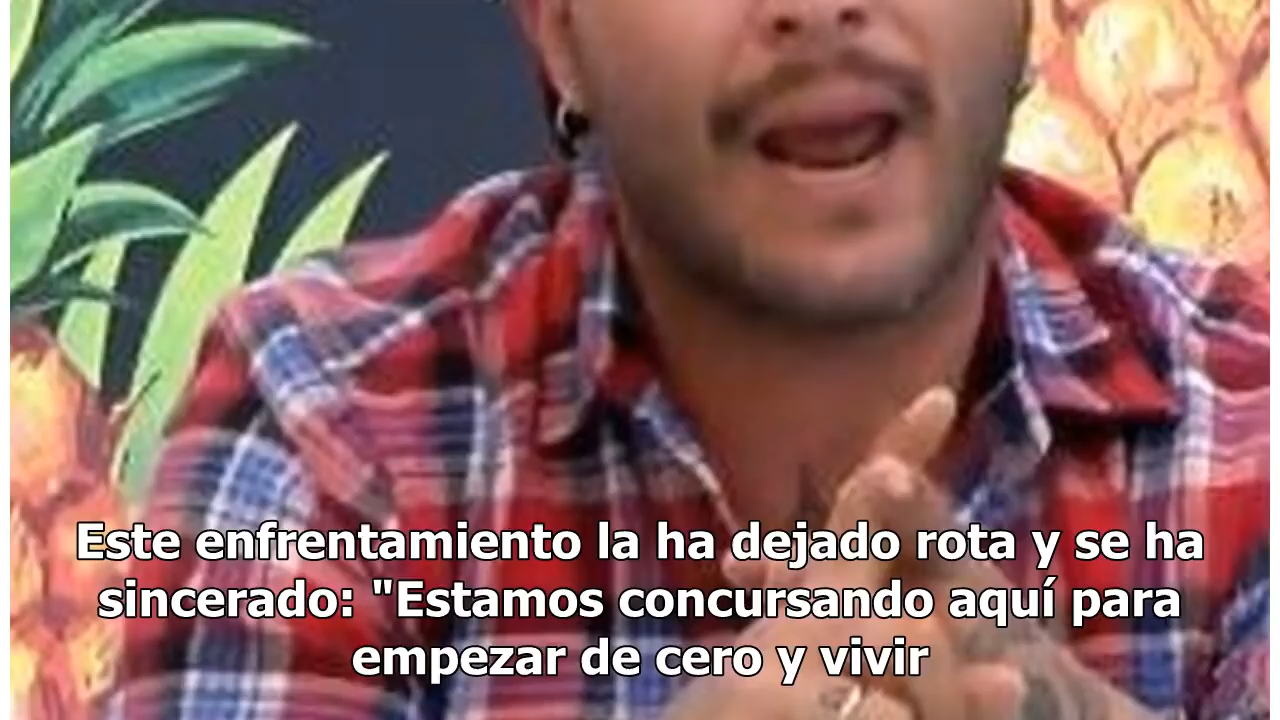 Este enfrentamiento la ha dejado rota y se ha
sincerado: "Estamos concursando aquí para
empezar de cero y vivir